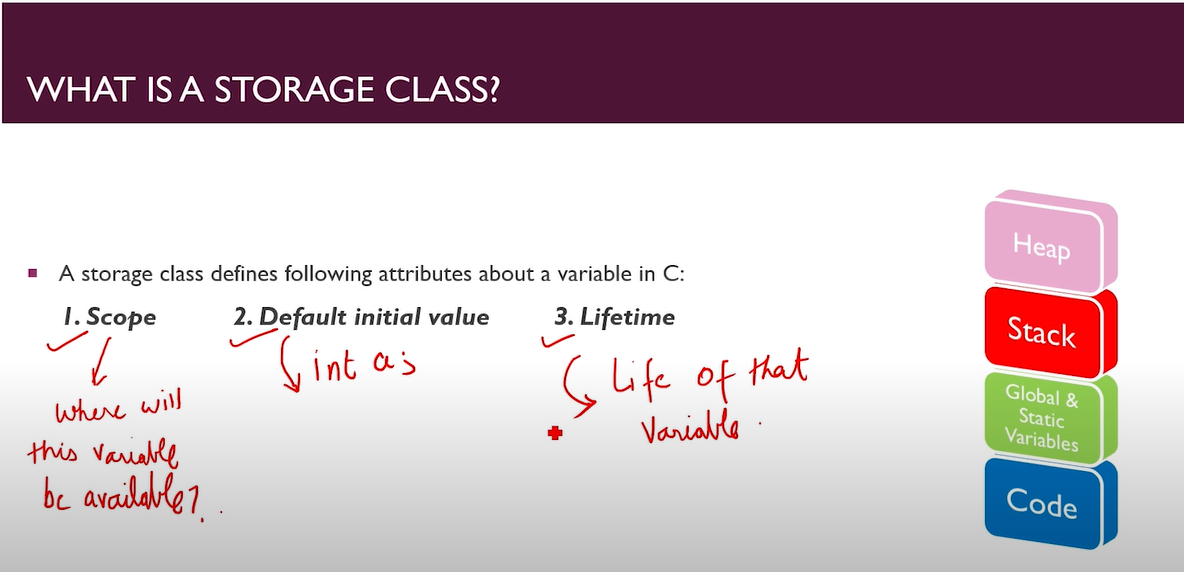 WHAT IS A STORAGE CLASS?
▪ A storage class defines following attributes about a variable in C:
1. Scope 2. Default initial value 3. Lifetime
int a;
Life of that
variable.
where will
this variable
be available?
Heap
Stack
Global &
Static
Variables
Code